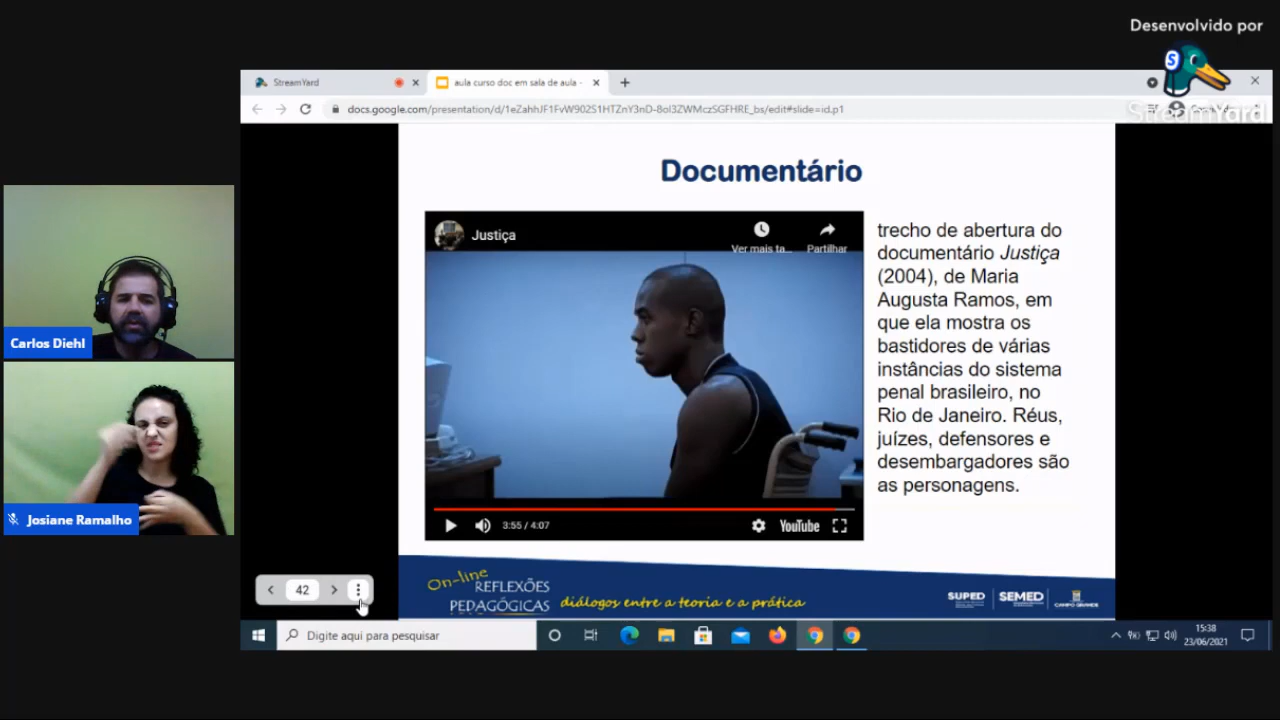 Desenvolvido por
StreamYard
StreamYard
aula curso doc em sala de aula -
docs.google.com/presentation/d/1eZahhJF1FvW902S1HTZnY3nD-8ol3ZWMczSGFHRE_bs/edit#slide=id.p1
Documentário
Justiça
Ver mais ta...
Partilhar
trecho de abertura do
documentário Justiça
(2004), de Maria
Augusta Ramos, em
que ela mostra os
bastidores de várias
instâncias do sistema
penal brasileiro, no
Rio de Janeiro. Réus,
juízes, defensores e
desembargadores são
as personagens.
3:55 / 4:07
YouTube
Carlos Diehl
Josiane Ramalho
42
On-line
REFLEXÕES
PEDAGÓGICAS
diálogos entre a teoria e a prática
SUPED
SEMED
CAMPO GRANDE
Digite aqui para pesquisar
15:38
23/06/2021